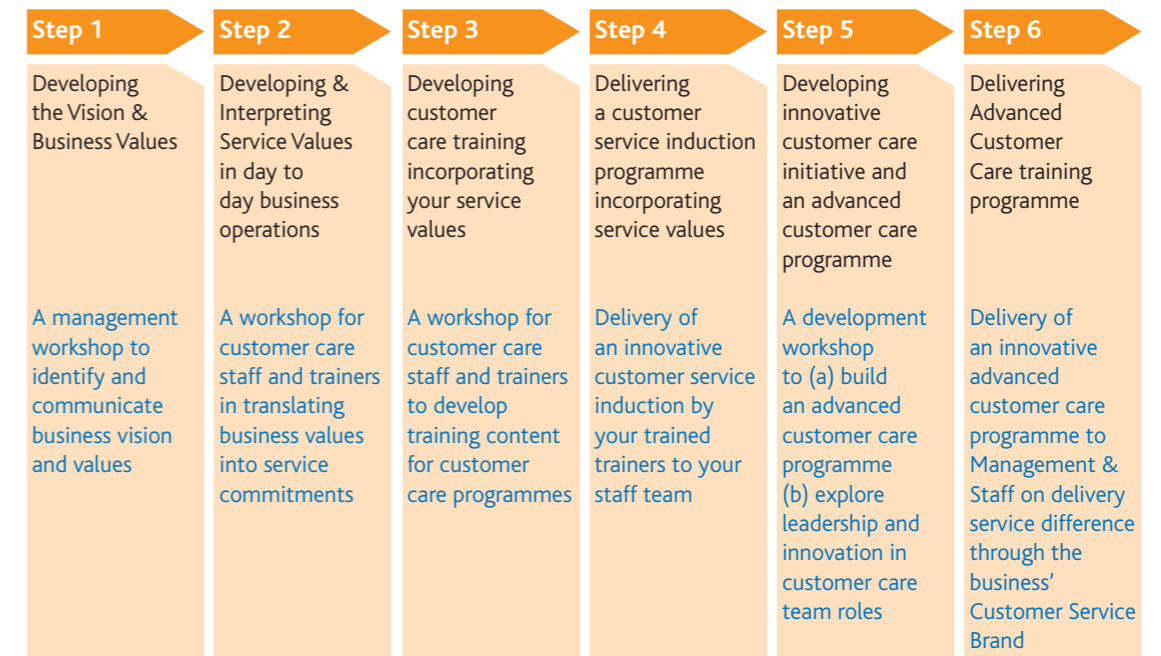 Step 1
Developing
the Vision &
Business Values
A management
workshop to
identify and
communicate
business vision
and values
Step 2
Developing &
Interpreting
Service Values
in day to
day business
operations
A workshop for
customer care
staff and trainers
in translating
business values
into service
commitments
Step 3
Developing
customer
care training
incorporating
your service
values
A workshop for
customer care
staff and trainers
to develop
training content
for customer
care programmes
Step 4
Delivering
a customer
service induction
programme
incorporating
service values
Delivery of
an innovative
customer service
induction by
your trained
trainers to your
staff team
Step 5
Developing
innovative
customer care
initiative and
an advanced
customer care
programme
A development
workshop
to (a) build
an advanced
customer care
programme
(b) explore
leadership and
innovation in
customer care
team roles
Step 6
Delivering
Advanced
Customer
Care training
programme
Delivery of
an innovative
advanced
customer care
programme to
Management &
Staff on delivery
service difference
through the
business’
Customer Service
Brand